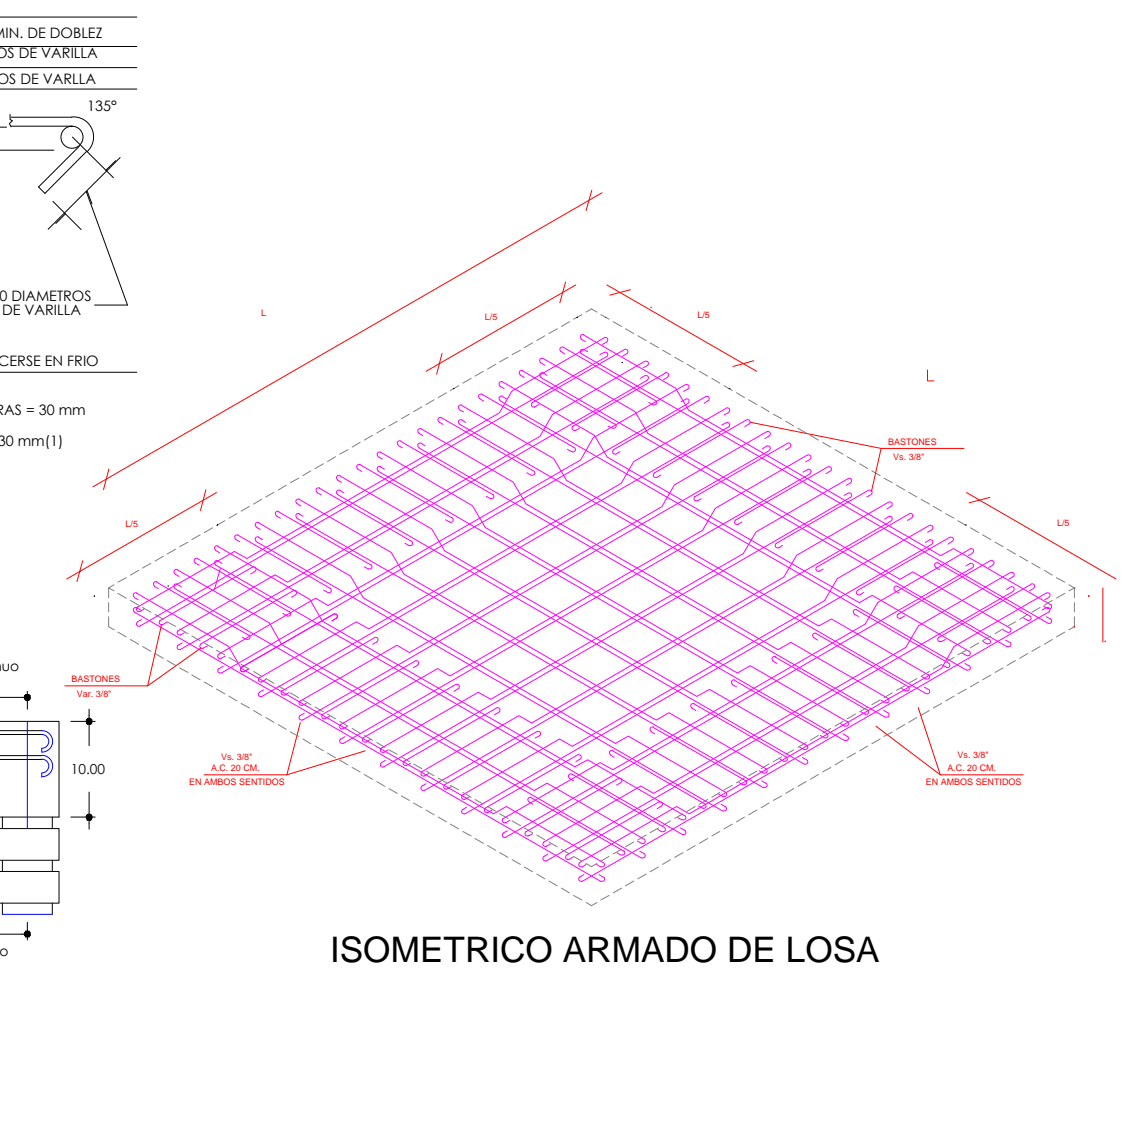 MIN. DE DOBLEZ
OS DE VARILLA
OS DE VARLLA
135°
0 DIAMETROS
DE VARILLA
CERSE EN FRIO
RAS = 30 mm
30 mm(1)
L
L/5
L/5
L
BASTONES
Vs. 3/8"
L/5
L/5
BASTONES
Var. 3/8"
Vs. 3/8"
A.C. 20 CM.
EN AMBOS SENTIDOS
Vs. 3/8"
A.C. 20 CM.
EN AMBOS SENTIDOS
uo
10.00
o
ISOMETRICO ARMADO DE LOSA